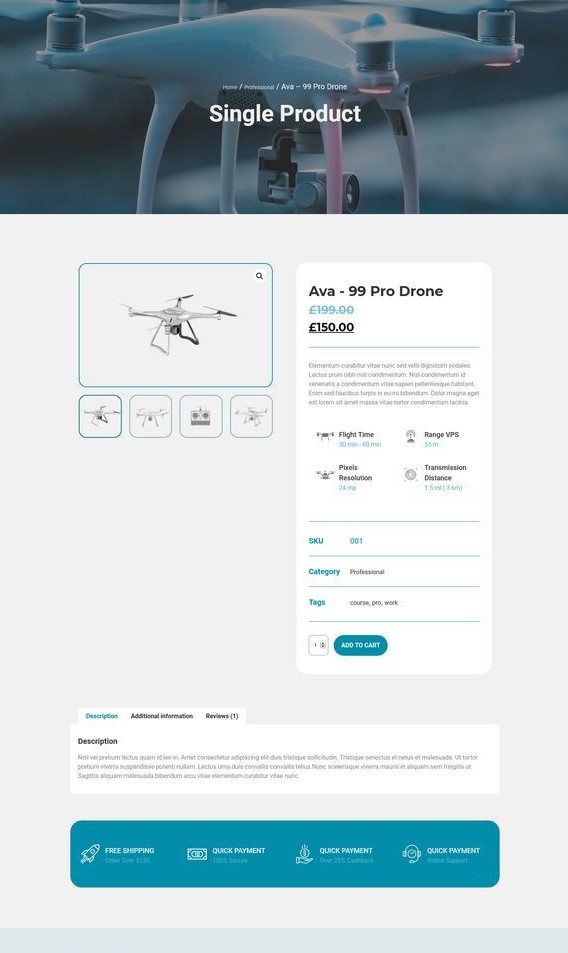 Home / Professional / Ava – 99 Pro Drone
Single Product
Ava - 99 Pro Drone
£199.00
£150.00
Elementum curabitur vitae nunc sed velit dignissim sodales.
Lectus proin nibh nisl condimentum. Nisl condimentum id
venenatis a condimentum vitae sapien pellentesque habitant.
Enim sed faucibus turpis in eu mi bibendum. Dolor magna eget
est lorem sit amet massa vitae tortor condimentum lacinia.
Flight Time
30 min - 60 min
Range VPS
55 m
Pixels
Resolution
24 mp
Transmission
Distance
1.5 ml ( 3 km)
SKU 001
Category Professional
Tags course, pro, work
1 ADD TO CART
Description Additional information Reviews (1)
Description
Nisl vel pretium lectus quam id leo in. Amet consectetur adipiscing elit duis tristique sollicitudin. Tristique senectus et netus et malesuada. Ut tortor
pretium viverra suspendisse potenti nullam. Lectus urna duis convallis convallis tellus.Nunc scelerisque viverra mauris in aliquam sem fringilla ut.
Sagittis aliquam malesuada bibendum arcu vitae elementum curabitur vitae nunc.
FREE SHIPPING
Order Over $150
QUICK PAYMENT
100% Secure
QUICK PAYMENT
Over 25% Cashback
QUICK PAYMENT
Online Support